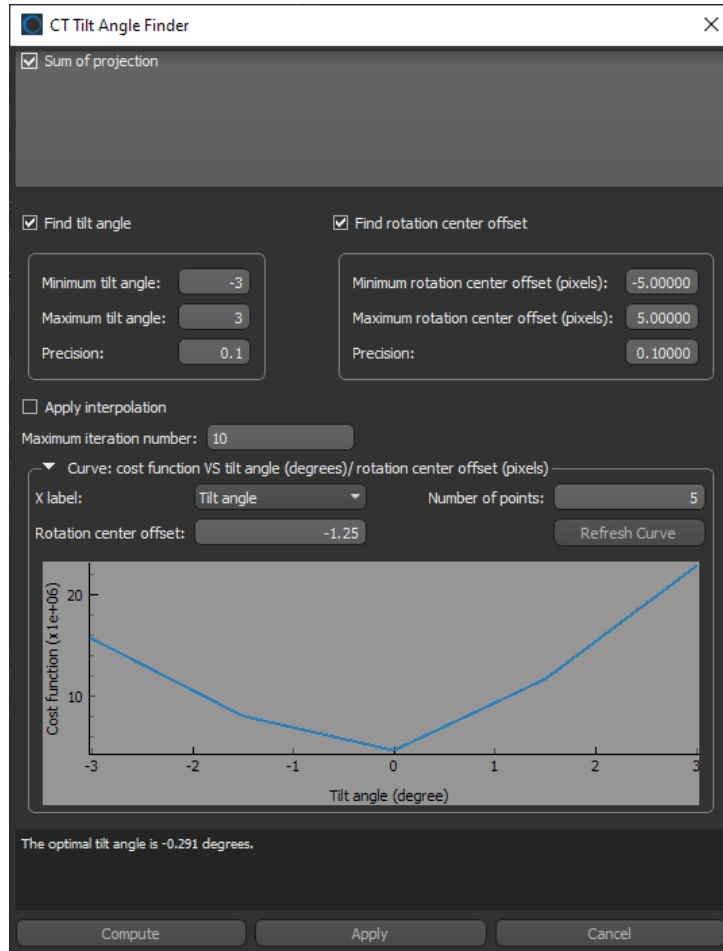 CT Tilt Angle Finder
Sum of projection
Find tilt angle
Find rotation center offset
Minimum tilt angle: -3
Minimum rotation center offset (pixels): -5.00000
Maximum tilt angle: 3
Maximum rotation center offset (pixels): 5.00000
Precision: 0.1
Precision: 0.10000
Apply interpolation
Maximum iteration number: 10
Curve: cost function VS tilt angle (degrees)/ rotation center offset (pixels)
X label: Tilt angle Number of points: 5
Rotation center offset: -1.25 Refresh Curve
Cost function (x1e+06)
20
10
-3 -2 -1 0 1 2 3
Tilt angle (degree)
The optimal tilt angle is -0.291 degrees.
Compute Apply Cancel